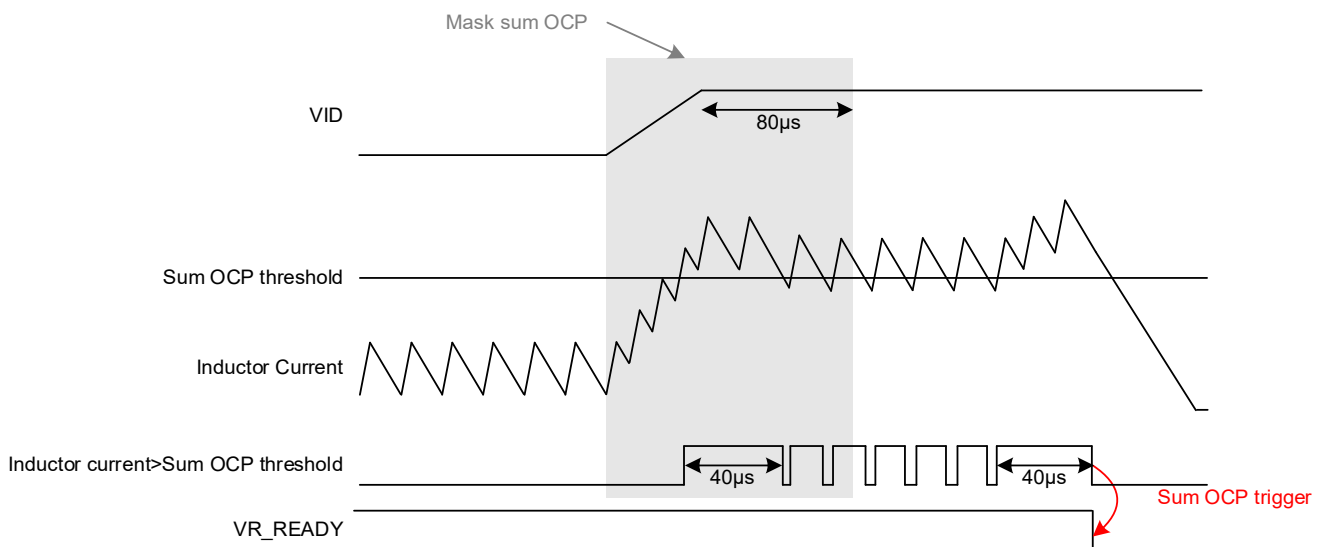 Mask sum OCP
VID
80µs
Sum OCP threshold
Inductor Current
Inductor current>Sum OCP threshold
40µs
40µs
Sum OCP trigger
VR_READY